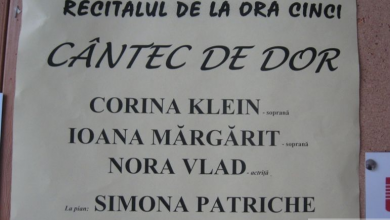 RECITALUL DE LA ORA CINCI
CÂNTEC DE DOR
CORINA KLEIN - soprană
IOANA MĂRGĂRIT - soprană
NORA VLAD - actriță
La pian: SIMONA PATRICHE